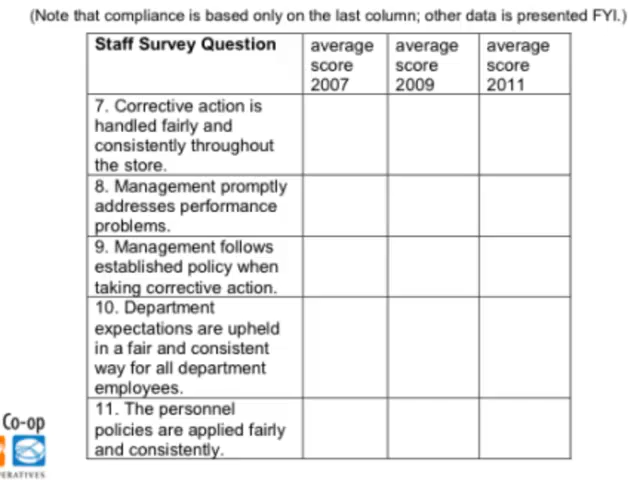 (Note that compliance is based only on the last column; other data is presented FYI.)
Staff Survey Question
average
score
2007
average
score
2009
average
score
2011
7. Corrective action is
handled fairly and
consistently throughout
the store.
8. Management promptly
addresses performance
problems.
9. Management follows
established policy when
taking corrective action.
10. Department
expectations are upheld
in a fair and consistent
way for all department
employees.
11. The personnel
policies are applied fairly
and consistently.
Co-op
ERATIVES